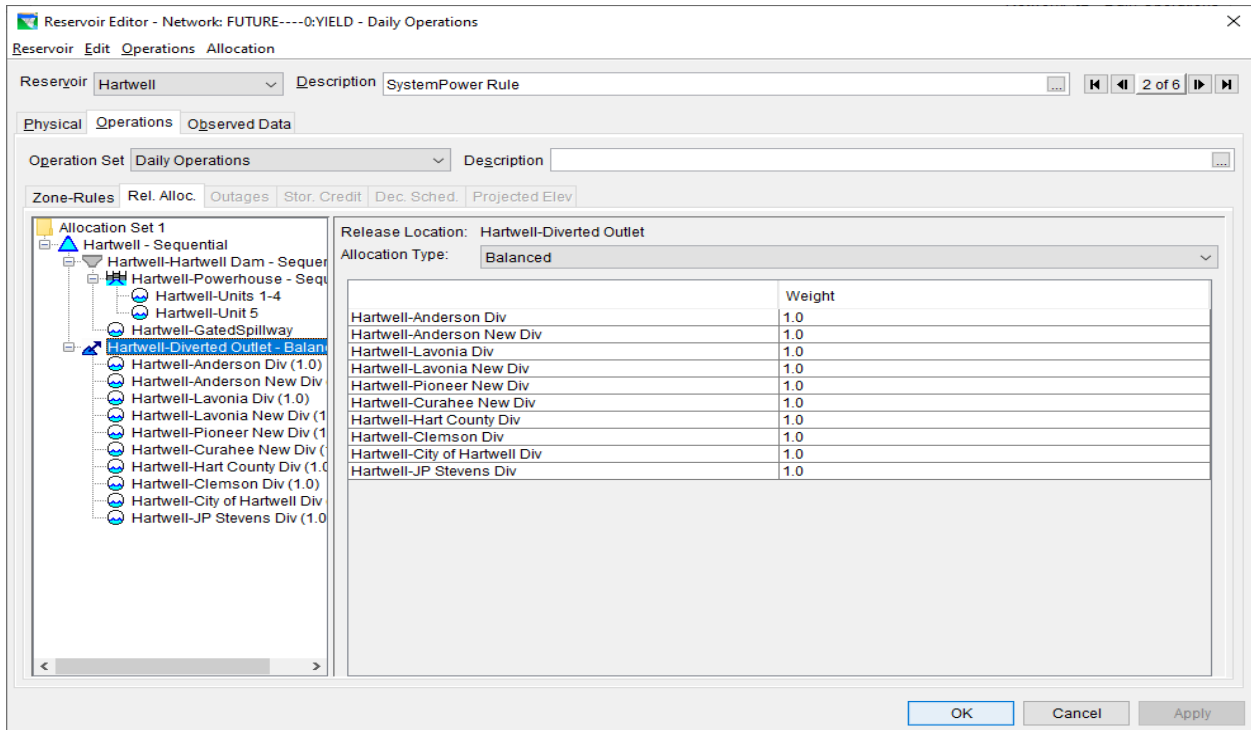 Reservoir Editor - Network: FUTURE----0:YIELD - Daily Operations
Reservoir Edit Operations Allocation
Reservoir Hartwell Description SystemPower Rule ... 2 of 6
Physical Operations Observed Data
Operation Set Daily Operations Description ...
Zone-Rules Rel. Alloc. Outages Stor. Credit Dec. Sched. Projected Elev
Allocation Set 1
Hartwell - Sequential
Hartwell-Hartwell Dam - Sequer
Hartwell-Powerhouse - Sequ
Hartwell-Units 1-4
Hartwell-Unit 5
Hartwell-GatedSpillway
Hartwell-Diverted Outlet - Balan
Hartwell-Anderson Div (1.0)
Hartwell-Anderson New Div
Hartwell-Lavonia Div (1.0)
Hartwell-Lavonia New Div (1
Hartwell-Pioneer New Div (1
Hartwell-Curahee New Div (
Hartwell-Hart County Div (1.0
Hartwell-Clemson Div (1.0)
Hartwell-City of Hartwell Div
Hartwell-JP Stevens Div (1.0
Release Location: Hartwell-Diverted Outlet
Allocation Type: Balanced
Weight
Hartwell-Anderson Div 1.0
Hartwell-Anderson New Div 1.0
Hartwell-Lavonia Div 1.0
Hartwell-Lavonia New Div 1.0
Hartwell-Pioneer New Div 1.0
Hartwell-Curahee New Div 1.0
Hartwell-Hart County Div 1.0
Hartwell-Clemson Div 1.0
Hartwell-City of Hartwell Div 1.0
Hartwell-JP Stevens Div 1.0
OK Cancel Apply